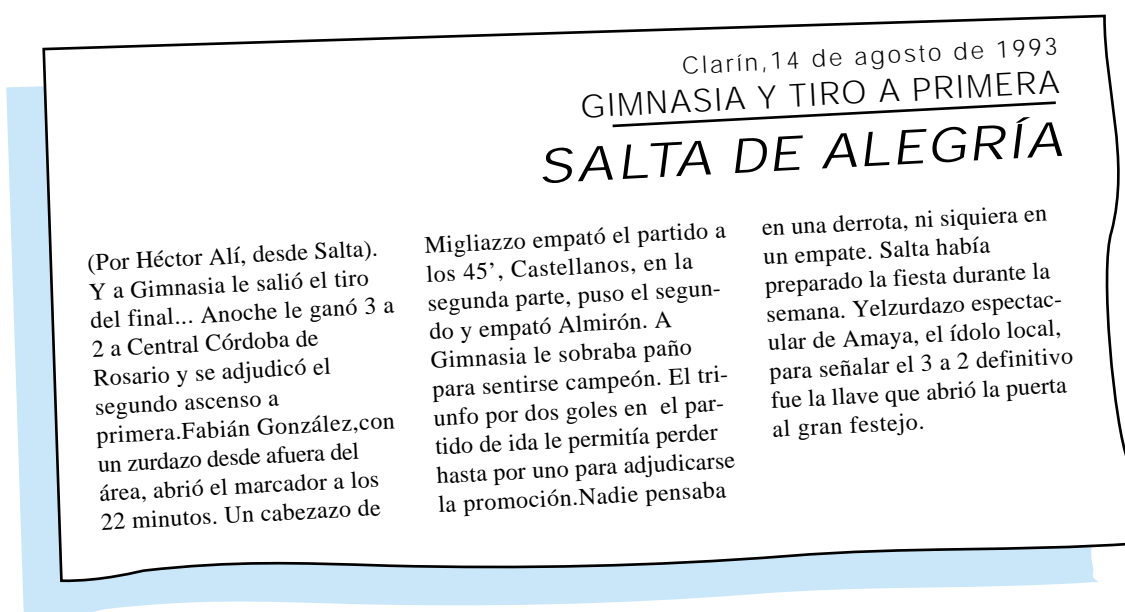 Clarín,14 de agosto de 1993
GIMNASIA Y TIRO A PRIMERA
SALTA DE ALEGRÍA
(Por Héctor Alí, desde Salta).
Y a Gimnasia le salió el tiro
del final... Anoche le ganó 3 a
2 a Central Córdoba de
Rosario y se adjudicó el
segundo ascenso a
primera.Fabián González,con
un zurdazo desde afuera del
área, abrió el marcador a los
22 minutos. Un cabezazo de
Migliazzo empató el partido a
los 45’, Castellanos, en la
segunda parte, puso el segun-
do y empató Almirón. A
Gimnasia le sobraba paño
para sentirse campeón. El tri-
unfo por dos goles en el par-
tido de ida le permitía perder
hasta por uno para adjudicarse
la promoción.Nadie pensaba
en una derrota, ni siquiera en
un empate. Salta había
preparado la fiesta durante la
semana. Yelzurdazo espectac-
ular de Amaya, el ídolo local,
para señalar el 3 a 2 definitivo
fue la llave que abrió la puerta
al gran festejo.